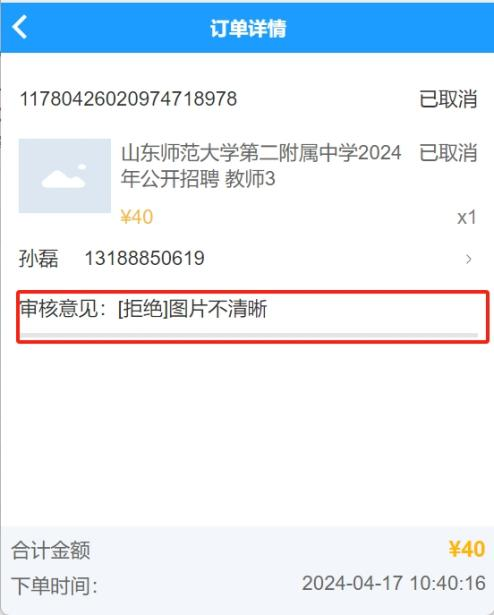 订单详情
11780426020974718978 已取消
山东师范大学第二附属中学2024 已取消
年公开招聘 教师3
¥40 x1
孙磊 13188850619
审核意见：[拒绝]图片不清晰
合计金额 ¥40
下单时间： 2024-04-17 10:40:16